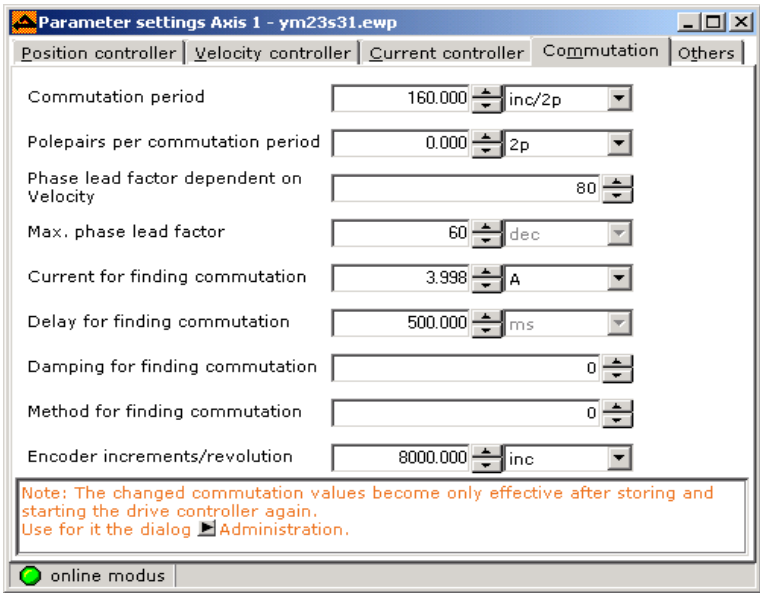 Parameter settings Axis 1 - ym23s31.ewp
Position controller Velocity controller Current controller Commutation Others
Commutation period 160.000 inc/2p
Polepairs per commutation period 0.000 2p
Phase lead factor dependent on
Velocity 80
Max. phase lead factor 60 dec
Current for finding commutation 3.998 A
Delay for finding commutation 500.000 ms
Damping for finding commutation 0
Method for finding commutation 0
Encoder increments/revolution 8000.000 inc
Note: The changed commutation values become only effective after storing and
starting the drive controller again.
Use for it the dialog Administration.
online modus